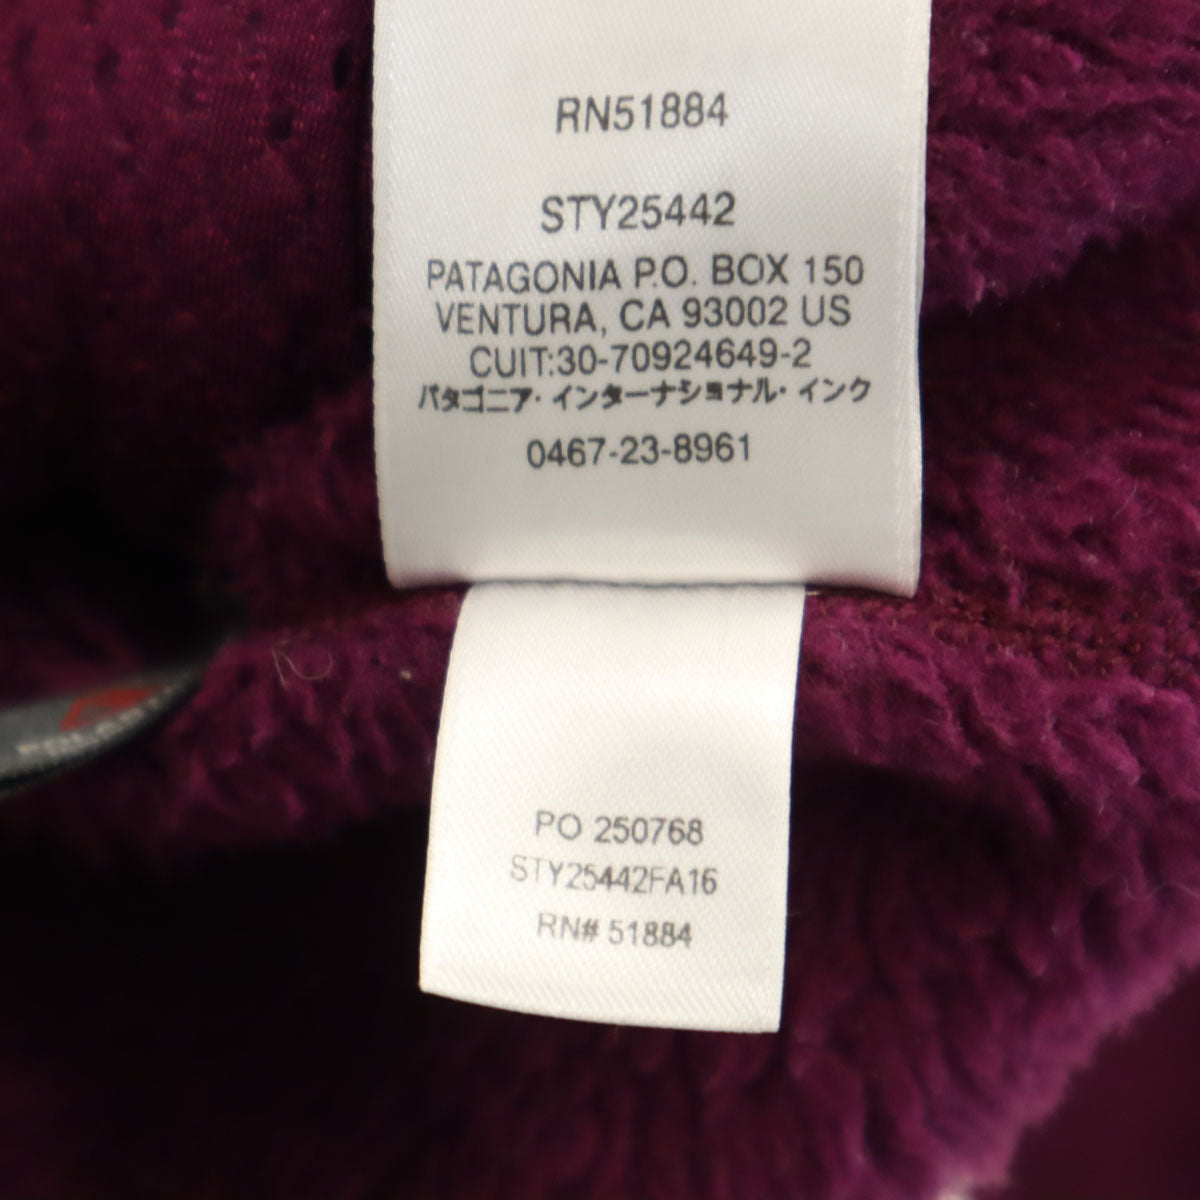 RN51884
STY25442
PATAGONIA P.O. BOX 150
VENTURA, CA 93002 US
CUIT:30-70924649-2
パタゴニア・インターナショナル・インク
0467-23-8961
PO 250768
STY25442FA16
RN# 51884